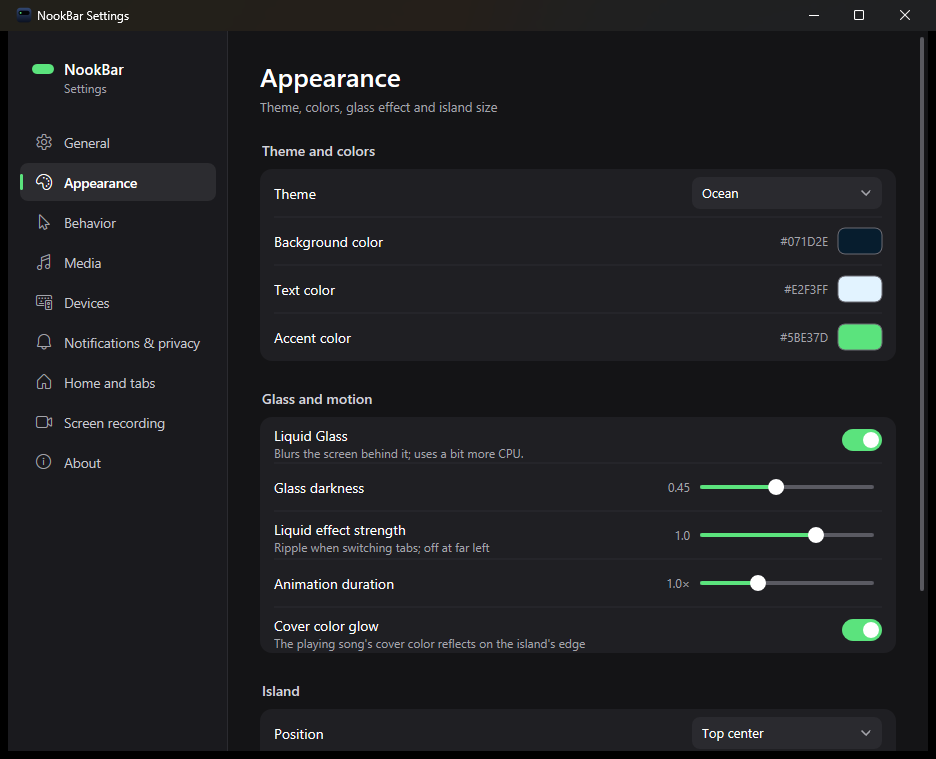 NookBar Settings
NookBar
Settings
General
Appearance
Behavior
Media
Devices
Notifications & privacy
Home and tabs
Screen recording
About
Appearance
Theme, colors, glass effect and island size
Theme and colors
Theme
Ocean
Background color
#071D2E
Text color
#E2F3FF
Accent color
#5BE37D
Glass and motion
Liquid Glass
Blurs the screen behind it; uses a bit more CPU.
Glass darkness
0.45
Liquid effect strength
1.0
Ripple when switching tabs; off at far left
Animation duration
1.0×
Cover color glow
The playing song's cover color reflects on the island's edge
Island
Position
Top center